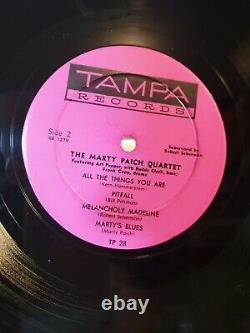 TAMPA
RECORDS
Side 2
RR 1279
Supervised by
Robert Scherman
THE MARTY PAICH QUARTET
Featuring Art Pepper, with Buddy Clark, bass;
Frank Capp, drums
ALL THE THINGS YOU ARE
(Kern-Hammerstein)
PITFALL
(Bill Pittman)
MELANCHOLY MADELINE
(Robert Scherman)
MARTY'S BLUES
(Marty Paich)
TP 28